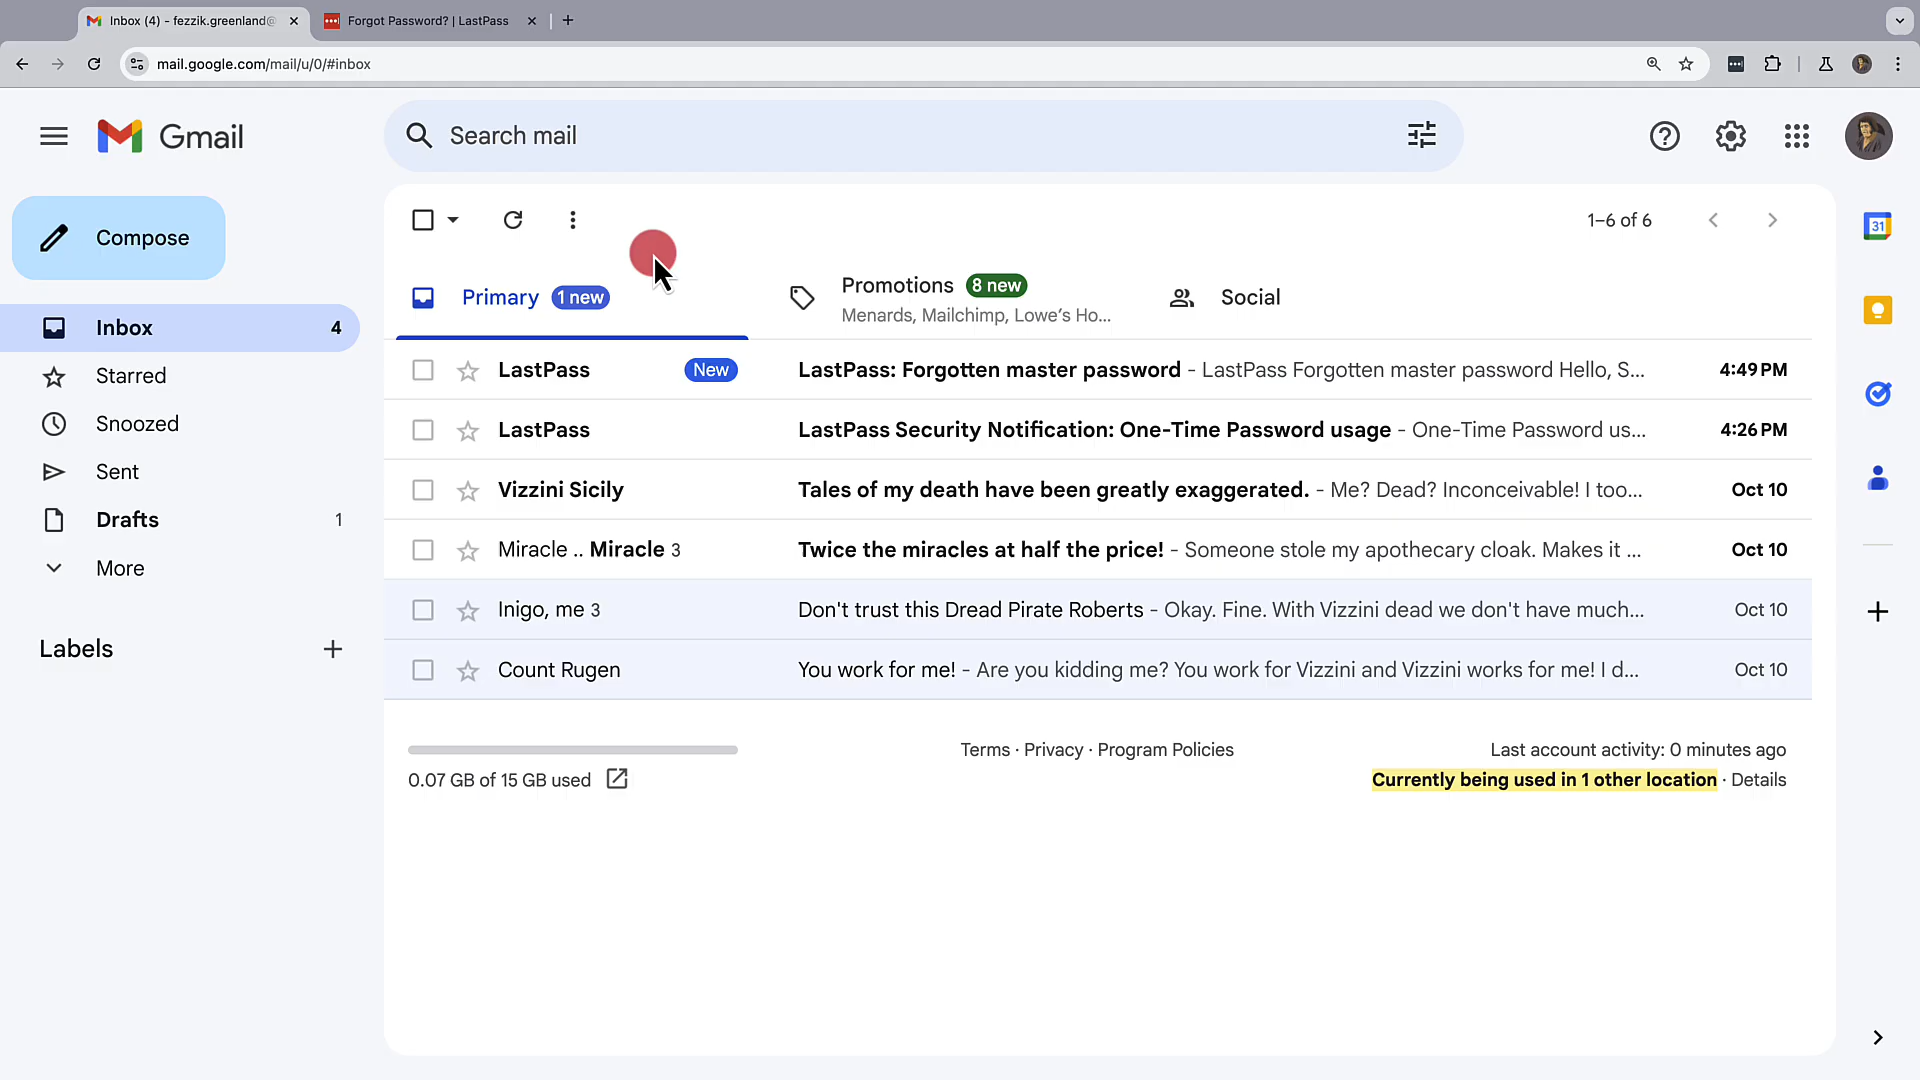 Inbox (4) - fezzik.greenland@
Forgot Password? | LastPass
mail.google.com/mail/u/0/#inbox
Gmail
Search mail
Compose
1–6 of 6
31
Primary 1 new
Promotions 8 new
Menards, Mailchimp, Lowe's Ho...
Social
Inbox 4
Starred
Snoozed
Sent
Drafts 1
More
Labels
LastPass New LastPass: Forgotten master password - LastPass Forgotten master password Hello, S... 4:49 PM
LastPass LastPass Security Notification: One-Time Password usage - One-Time Password us... 4:26 PM
Vizzini Sicily Tales of my death have been greatly exaggerated. - Me? Dead? Inconceivable! I too... Oct 10
Miracle .. Miracle 3 Twice the miracles at half the price! - Someone stole my apothecary cloak. Makes it ... Oct 10
Inigo, me 3 Don't trust this Dread Pirate Roberts - Okay. Fine. With Vizzini dead we don't have much... Oct 10
Count Rugen You work for me! - Are you kidding me? You work for Vizzini and Vizzini works for me! I d... Oct 10
0.07 GB of 15 GB used
Terms · Privacy · Program Policies
Last account activity: 0 minutes ago
Currently being used in 1 other location · Details